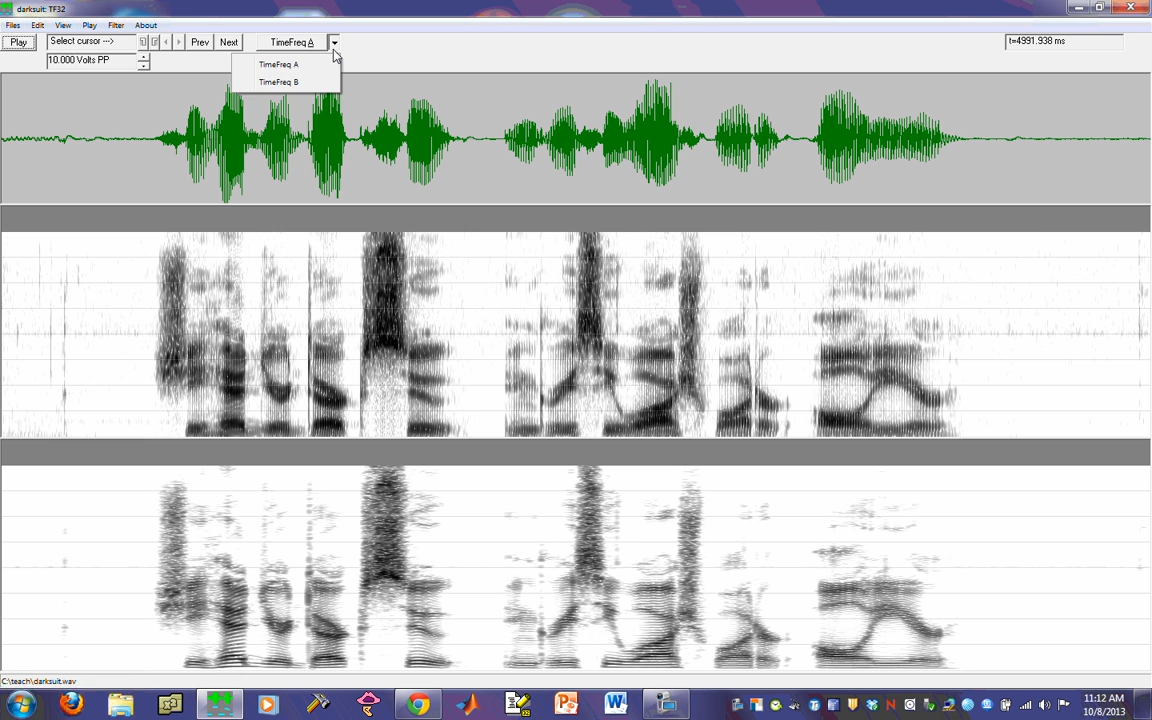 darksuit: TF32
Files Edit View Play Filter About
Play Select cursor ---> Prev Next TimeFreq A t=4991.938 ms
10.000 Volts PP
TimeFreq A
TimeFreq B
C:\teach\darksuit.wav
11:12 AM
10/8/2013